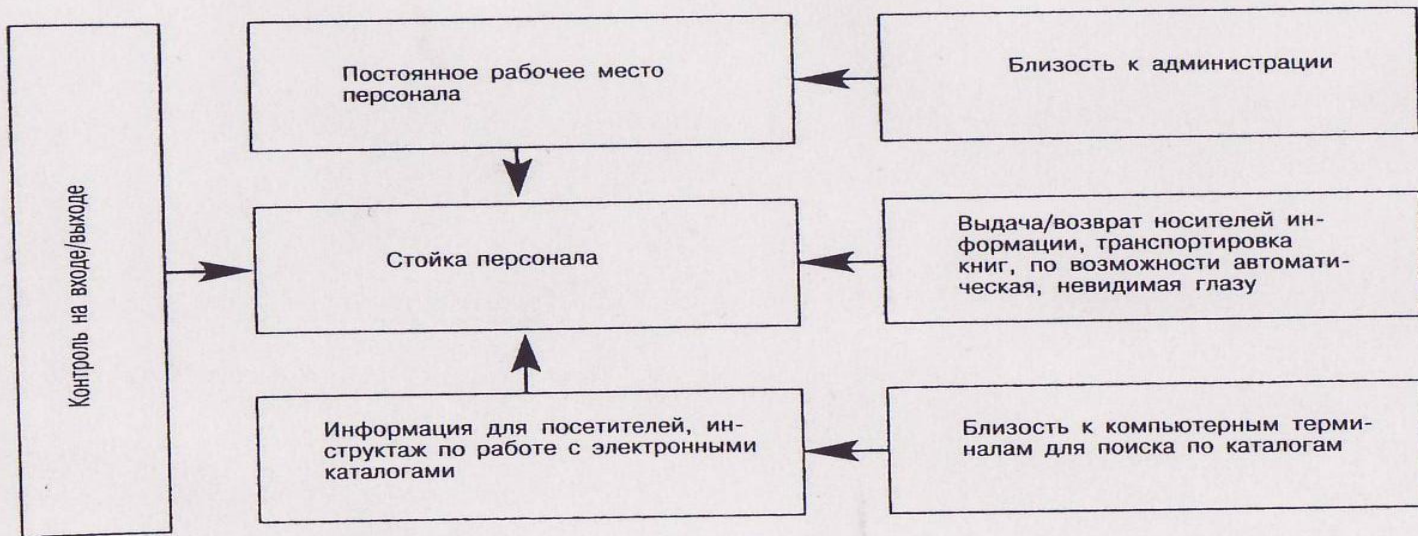 Контроль на входе/выходе
Постоянное рабочее место
персонала
Близость к администрации
Стойка персонала
Выдача/возврат носителей ин-
формации, транспортировка
книг, по возможности автомати-
ческая, невидимая глазу
Информация для посетителей, ин-
структаж по работе с электронными
каталогами
Близость к компьютерным терми-
налам для поиска по каталогам